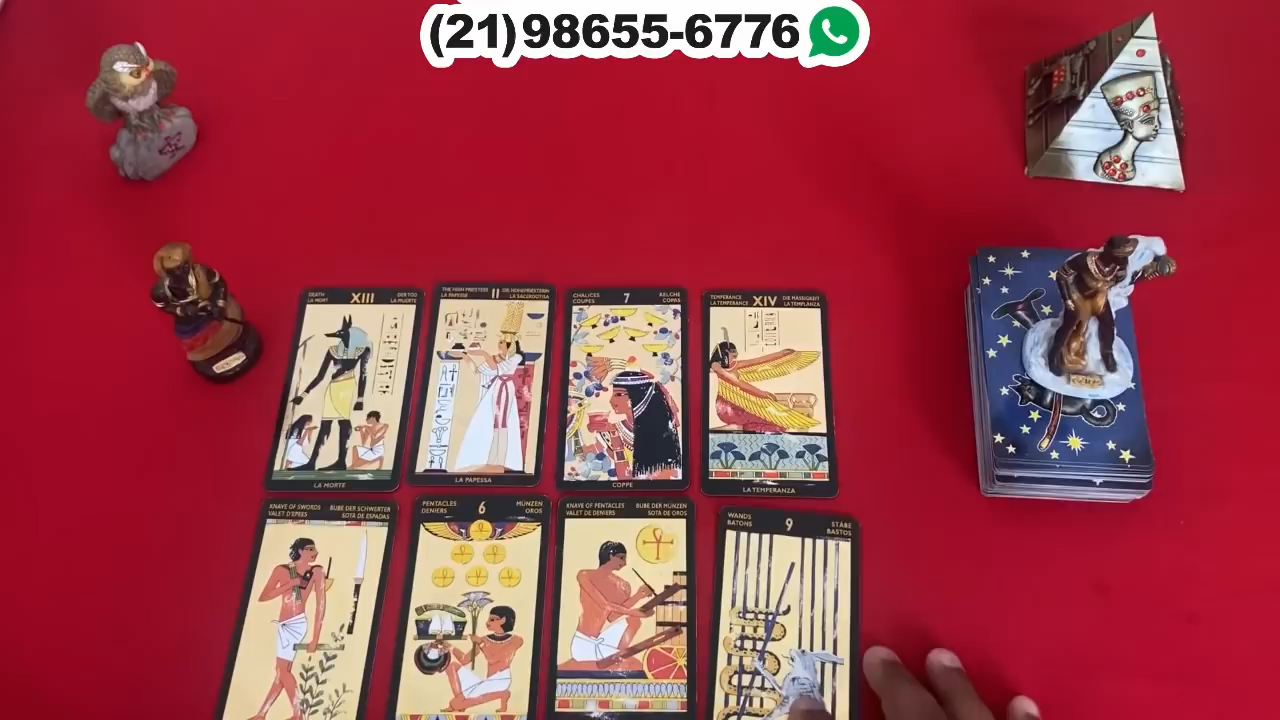 (21)98655-6776
DEATH
LA MORT
XIII
DER TOD
LA MUERTE
LA MORTE
THE HIGH PRIESTESS
LA PAPESSE
II
DIE HOHEPRIESTERIN
LA SACERDOTISA
LA PAPESSA
CHALICES
COUPES
7
KELCHE
COPAS
COPPE
TEMPERANCE
LA TEMPERANCE
XIV
DIE MÄSSIGKEIT
LA TEMPLANZA
LA TEMPERANZA
KNAVE OF SWORDS
VALET D'EPEES
BUBE DER SCHWERTER
SOTA DE ESPADAS
PENTACLES
DENIERS
6
MÜNZEN
OROS
KNAVE OF PENTACLES
VALET DE DENIERS
BUBE DER MÜNZEN
SOTA DE OROS
WANDS
BATONS
9
STÄBE
BASTOS